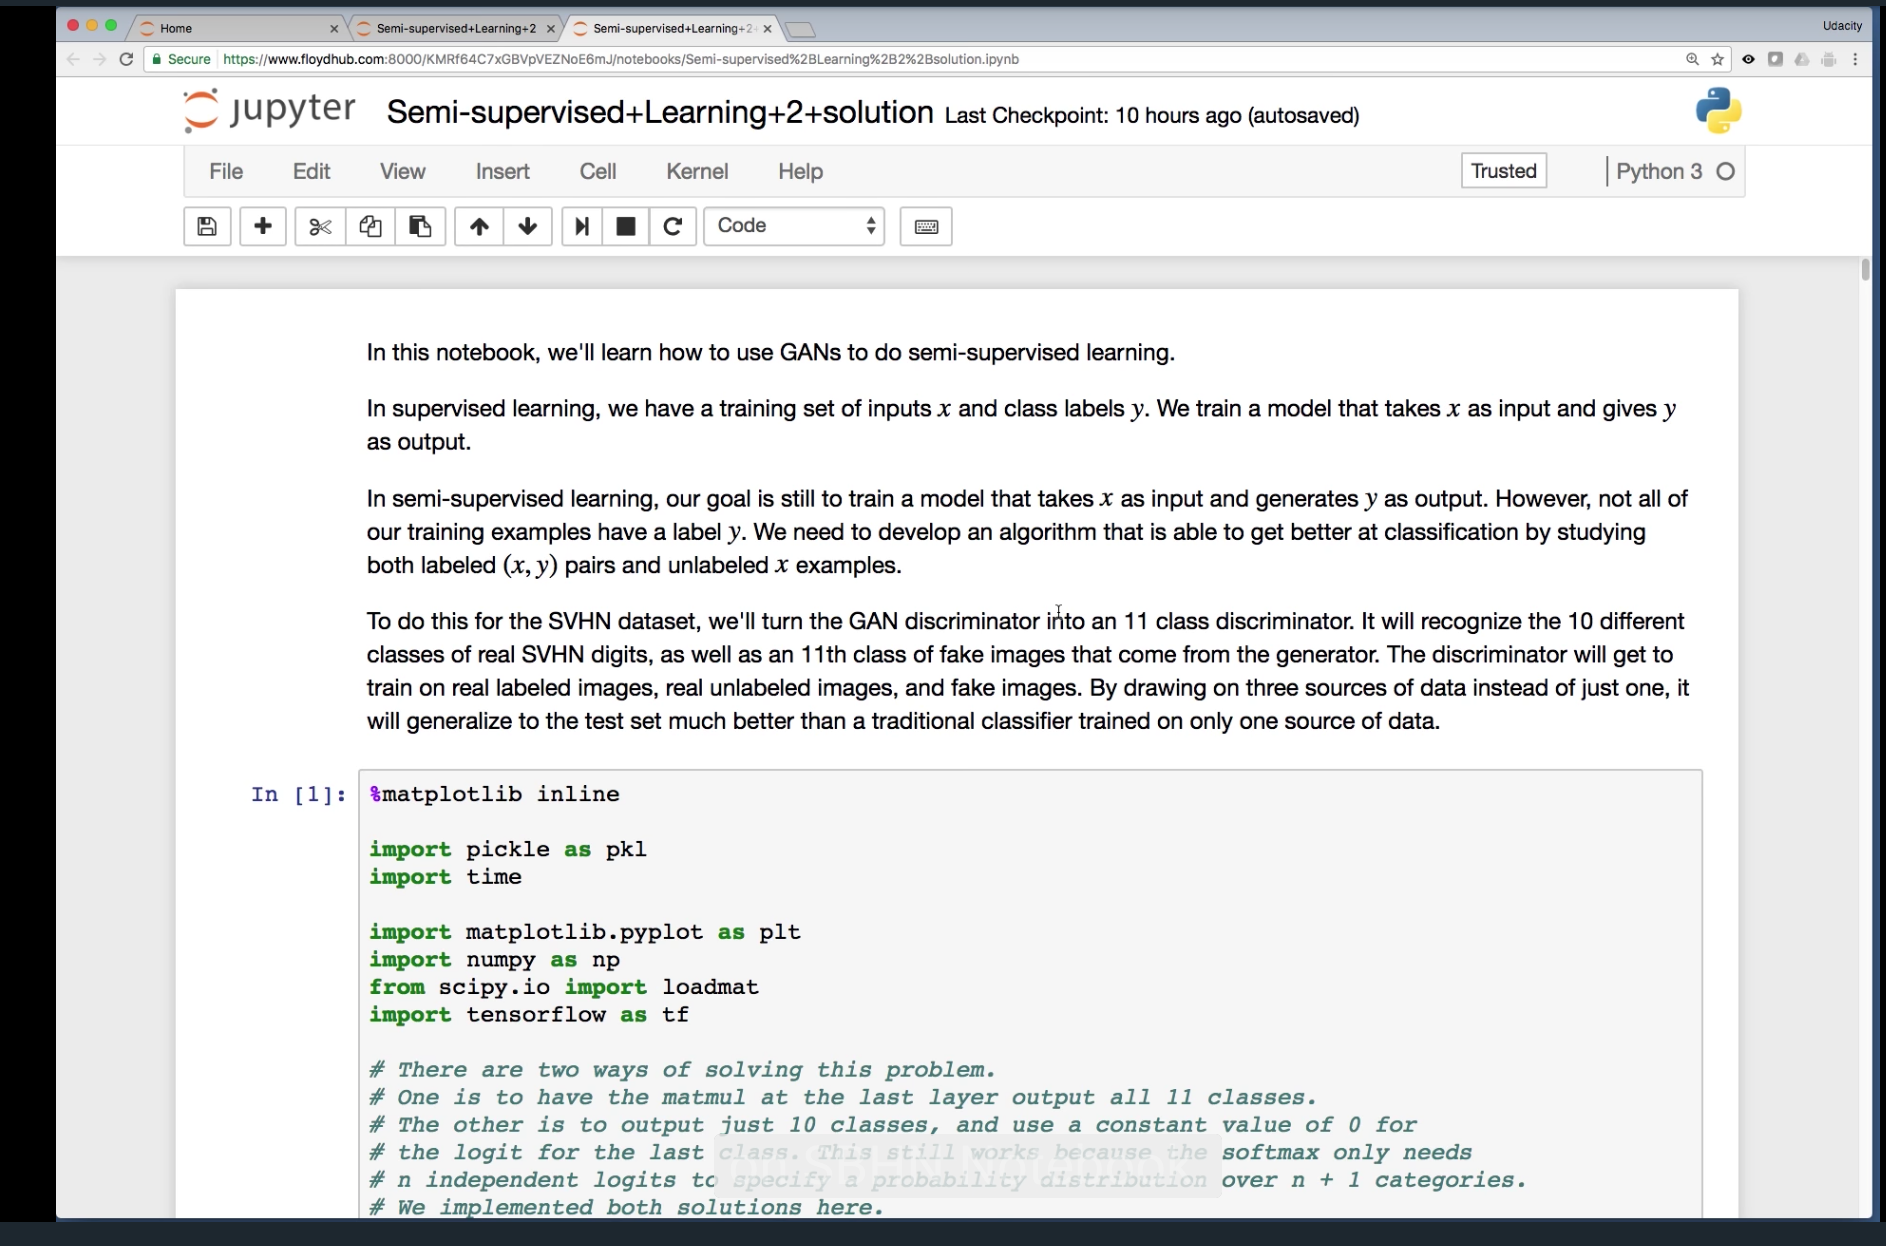 Home
Semi-supervised+Learning+2
Semi-supervised+Learning+2+
Udacity
Secure
https://www.floydhub.com:8000/KMRf64C7xGBVpVEZNoE6mJ/notebooks/Semi-supervised%2BLearning%2B2%2Bsolution.ipynb
jupyter Semi-supervised+Learning+2+solution Last Checkpoint: 10 hours ago (autosaved)
File Edit View Insert Cell Kernel Help Trusted Python 3
Code
In this notebook, we'll learn how to use GANs to do semi-supervised learning.
In supervised learning, we have a training set of inputs x and class labels y. We train a model that takes x as input and gives y
as output.
In semi-supervised learning, our goal is still to train a model that takes x as input and generates y as output. However, not all of
our training examples have a label y. We need to develop an algorithm that is able to get better at classification by studying
both labeled (x, y) pairs and unlabeled x examples.
To do this for the SVHN dataset, we'll turn the GAN discriminator into an 11 class discriminator. It will recognize the 10 different
classes of real SVHN digits, as well as an 11th class of fake images that come from the generator. The discriminator will get to
train on real labeled images, real unlabeled images, and fake images. By drawing on three sources of data instead of just one, it
will generalize to the test set much better than a traditional classifier trained on only one source of data.
In [1]: %matplotlib inline
import pickle as pkl
import time
import matplotlib.pyplot as plt
import numpy as np
from scipy.io import loadmat
import tensorflow as tf
# There are two ways of solving this problem.
# One is to have the matmul at the last layer output all 11 classes.
# The other is to output just 10 classes, and use a constant value of 0 for
# the logit for the last class. This still works because the softmax only needs
# n independent logits to specify a probability distribution over n + 1 categories.
# We implemented both solutions here.